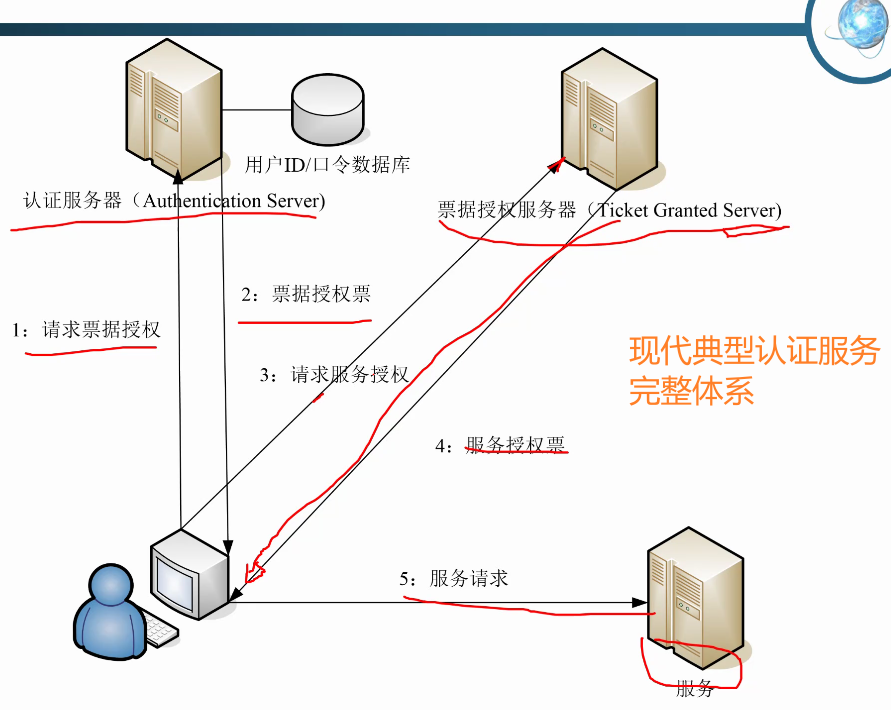 用户ID/口令数据库
认证服务器（Authentication Server)
票据授权服务器（Ticket Granted Server)
2：票据授权票
1：请求票据授权
现代典型认证服务
完整体系
3：请求服务授权
4：服务授权票
5：服务请求
服务